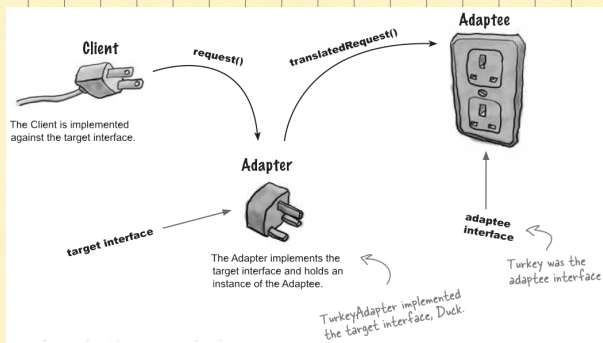 Client
request()
translatedRequest()
Adaptee
The Client is implemented
against the target interface.
Adapter
target interface
The Adapter implements the
target interface and holds an
instance of the Adaptee.
TurkeyAdapter implemented
the target interface, Duck.
adaptee
interface
Turkey was the
adaptee interface